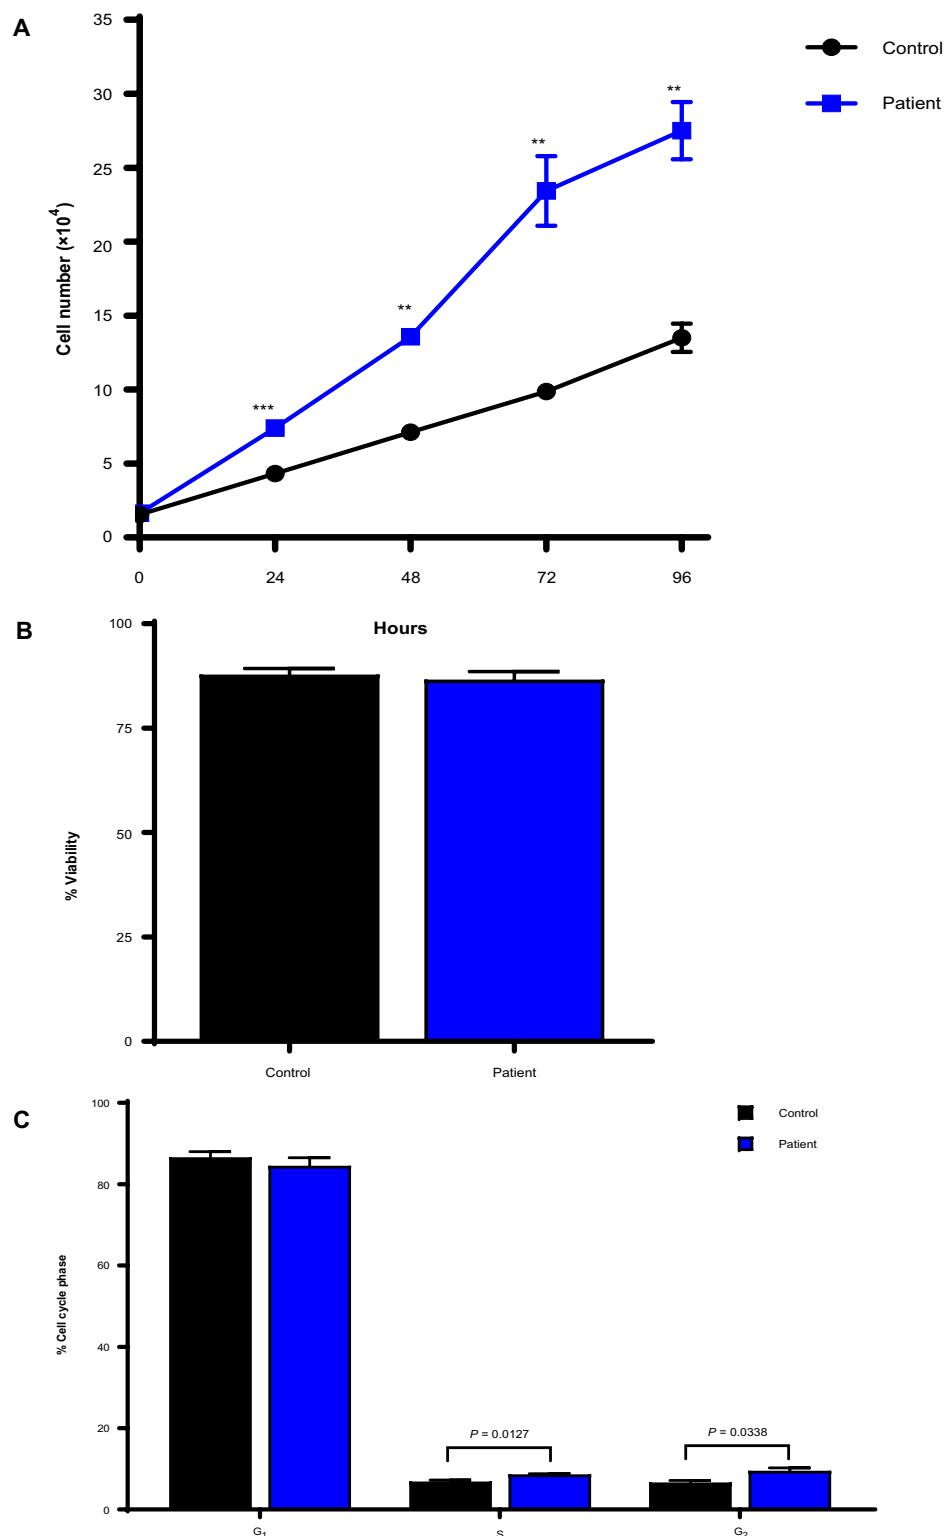 A
35
30
25
20
15
10
5
0
Cell number (×10⁴)
***
**
**
**
Control
Patient
0 24 48 72 96
Hours
B
100
75
50
25
0
% Viability
Control Patient
C
100
80
60
40
20
0
% Cell cycle phase
Control
Patient
P = 0.0127
P = 0.0338
G₁ S G₂